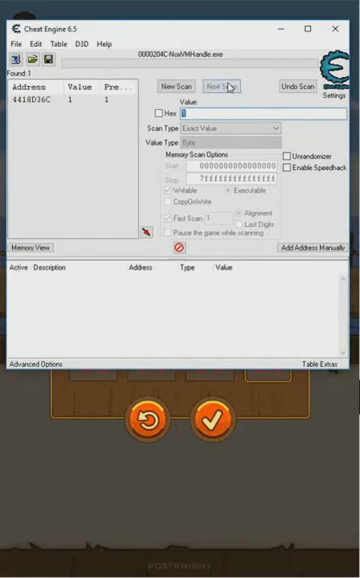 Cheat Engine 6.5
File Edit Table D3D Help
0000204C-NoxVMHandle.exe
Found: 1
Address Value Pre...
4418D36C 1 1
New Scan Next Scan Undo Scan
Settings
Value:
Hex 1
Scan Type Exact Value
Value Type Byte
Memory Scan Options
Start 0000000000000000
Stop 7fffffffffffffff
Writable Executable
CopyOnWrite
Fast Scan 1 Alignment
Last Digits
Pause the game while scanning
Unrandomizer
Enable Speedhack
Memory View
Add Address Manually
Active Description Address Type Value
Advanced Options
Table Extras
POSTKNIGHT